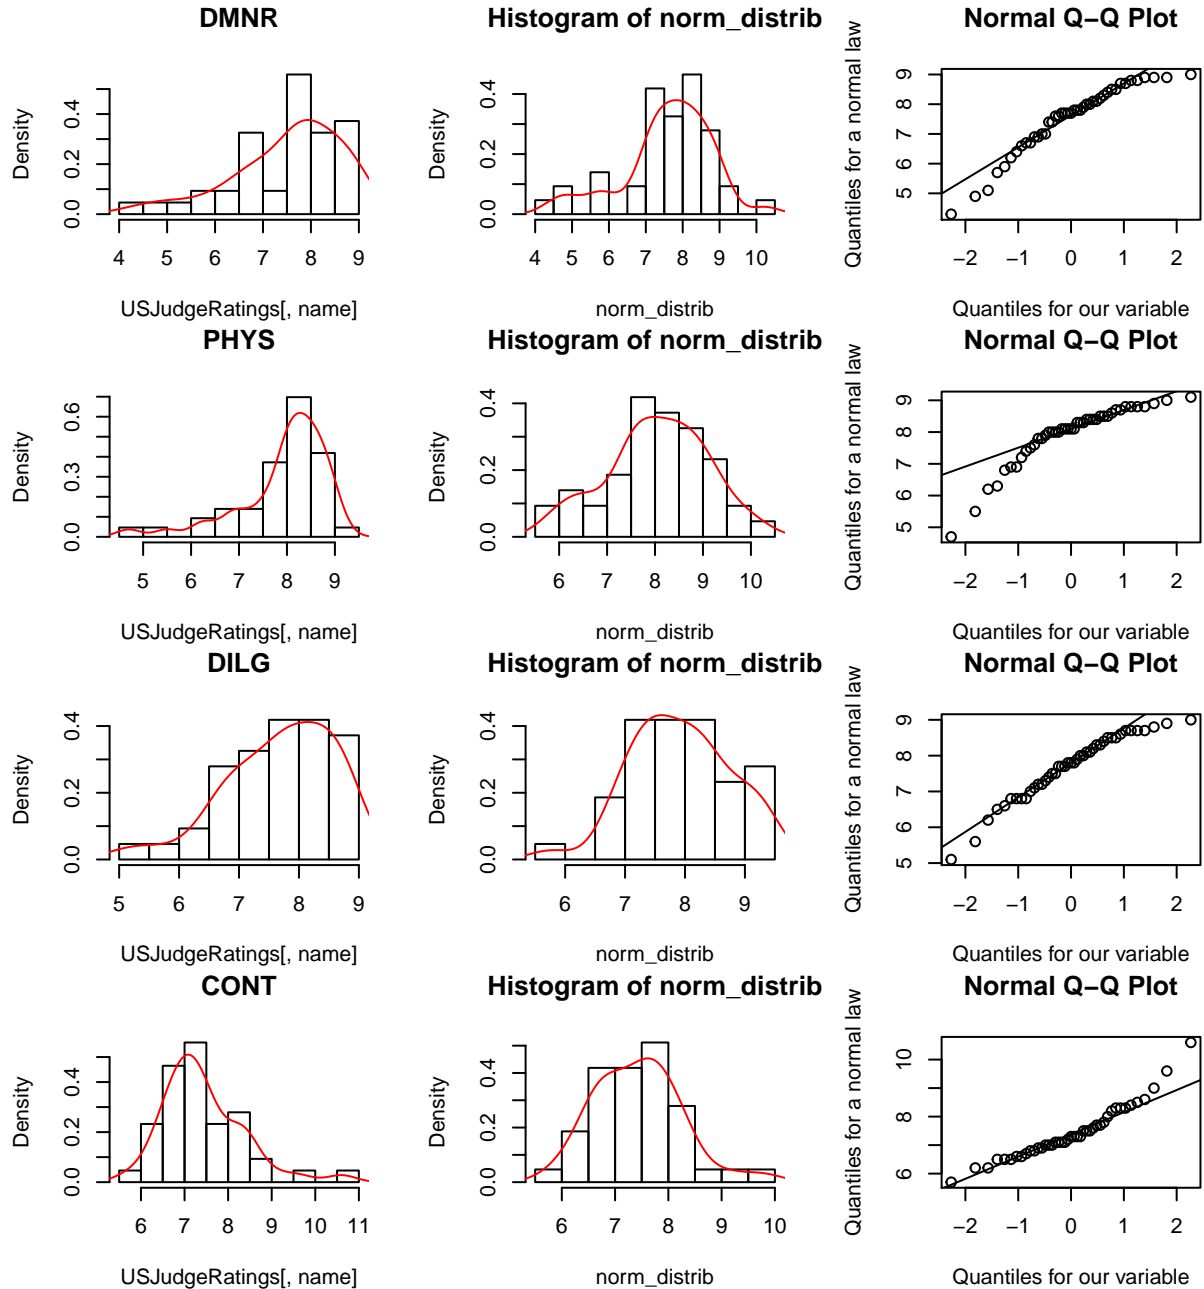 DMNR
Density
0.0 0.2 0.4
4 5 6 7 8 9
USJudgeRatings[, name]
Histogram of norm_distrib
Density
0.0 0.2 0.4
4 5 6 7 8 9 10
norm_distrib
Normal Q−Q Plot
Quantiles for a normal law
5 6 7 8 9
−2 −1 0 1 2
Quantiles for our variable
PHYS
Density
0.0 0.3 0.6
5 6 7 8 9
USJudgeRatings[, name]
Histogram of norm_distrib
Density
0.0 0.2 0.4
6 7 8 9 10
norm_distrib
Normal Q−Q Plot
Quantiles for a normal law
5 6 7 8 9
−2 −1 0 1 2
Quantiles for our variable
DILG
Density
0.0 0.2 0.4
5 6 7 8 9
USJudgeRatings[, name]
Histogram of norm_distrib
Density
0.0 0.2 0.4
6 7 8 9
norm_distrib
Normal Q−Q Plot
Quantiles for a normal law
5 6 7 8 9
−2 −1 0 1 2
Quantiles for our variable
CONT
Density
0.0 0.2 0.4
6 7 8 9 10 11
USJudgeRatings[, name]
Histogram of norm_distrib
Density
0.0 0.2 0.4
6 7 8 9 10
norm_distrib
Normal Q−Q Plot
Quantiles for a normal law
6 8 10
−2 −1 0 1 2
Quantiles for our variable